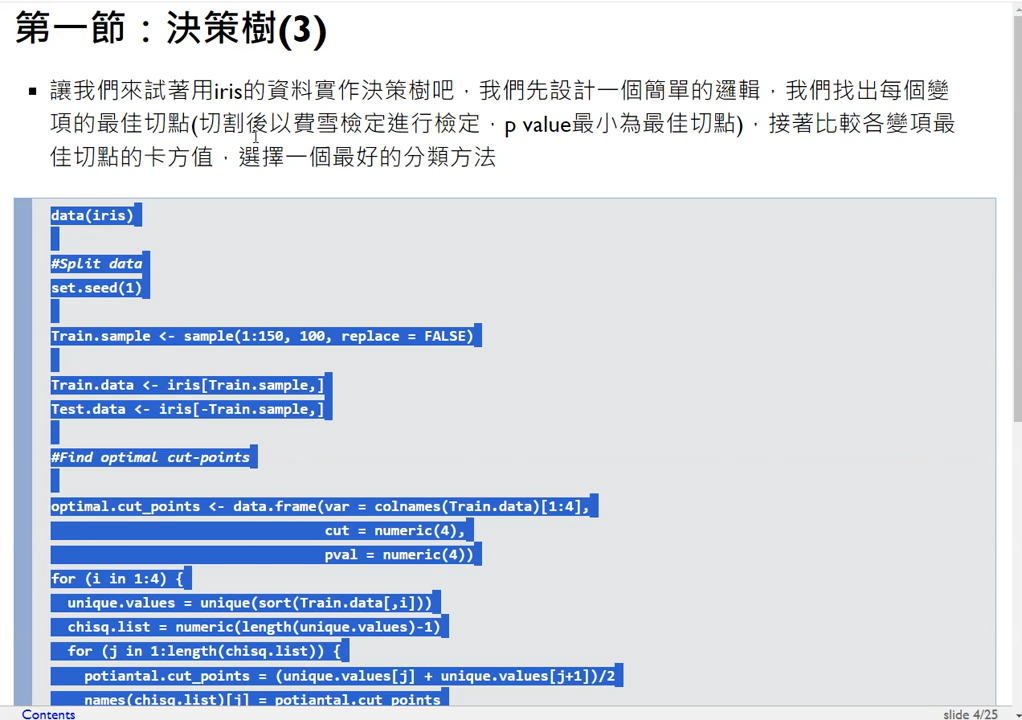 第一節：決策樹(3)
讓我們來試著用iris的資料實作決策樹吧，我們先設計一個簡單的邏輯，我們找出每個變
項的最佳切點(切割後以費雪檢定進行檢定，p value最小為最佳切點)，接著比較各變項最
佳切點的卡方值，選擇一個最好的分類方法
data(iris)
#Split data
set.seed(1)
Train.sample <- sample(1:150, 100, replace = FALSE)
Train.data <- iris[Train.sample,]
Test.data <- iris[-Train.sample,]
#Find optimal cut-points
optimal.cut_points <- data.frame(var = colnames(Train.data)[1:4],
cut = numeric(4),
pval = numeric(4))
for (i in 1:4) {
unique.values = unique(sort(Train.data[,i]))
chisq.list = numeric(length(unique.values)-1)
for (j in 1:length(chisq.list)) {
potiantal.cut_points = (unique.values[j] + unique.values[j+1])/2
names(chisq.list)[j] = potiantal.cut_points
Contents
slide 4/25